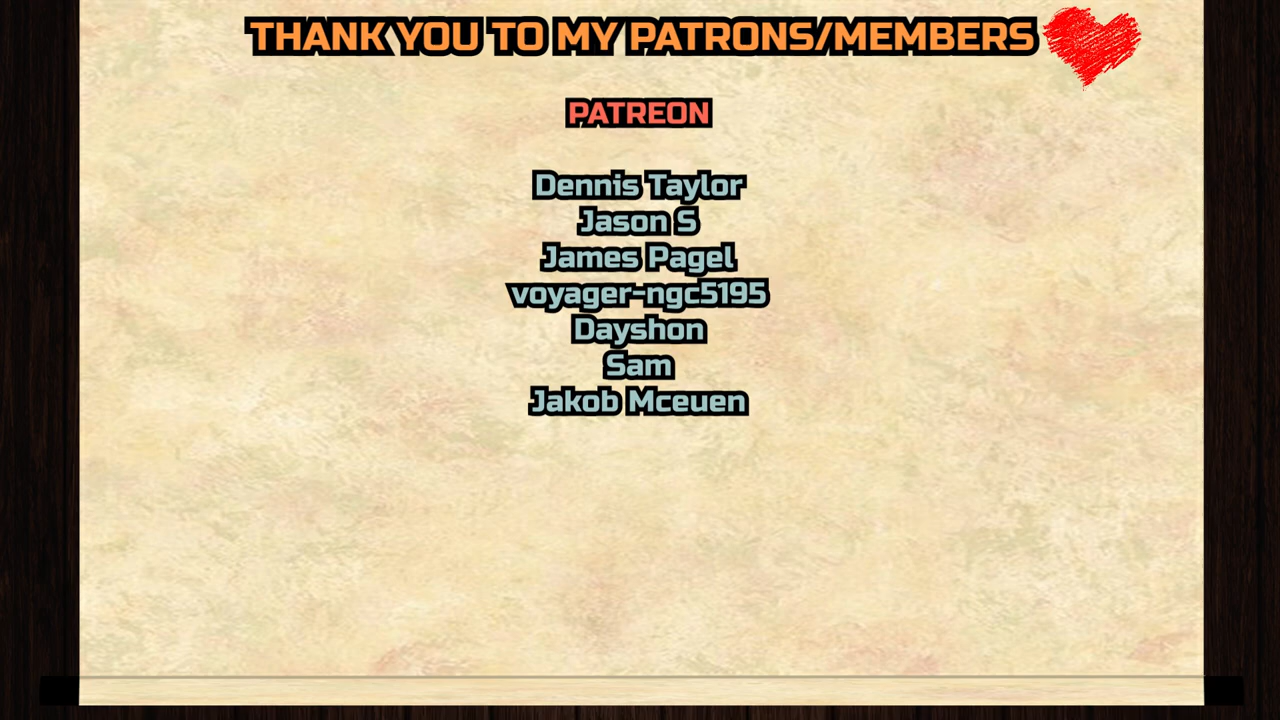 THANK YOU TO MY PATRONS/MEMBERS
PATREON
Dennis Taylor
Jason S
James Pagel
voyager-ngc5195
Dayshon
Sam
Jakob Mceuen